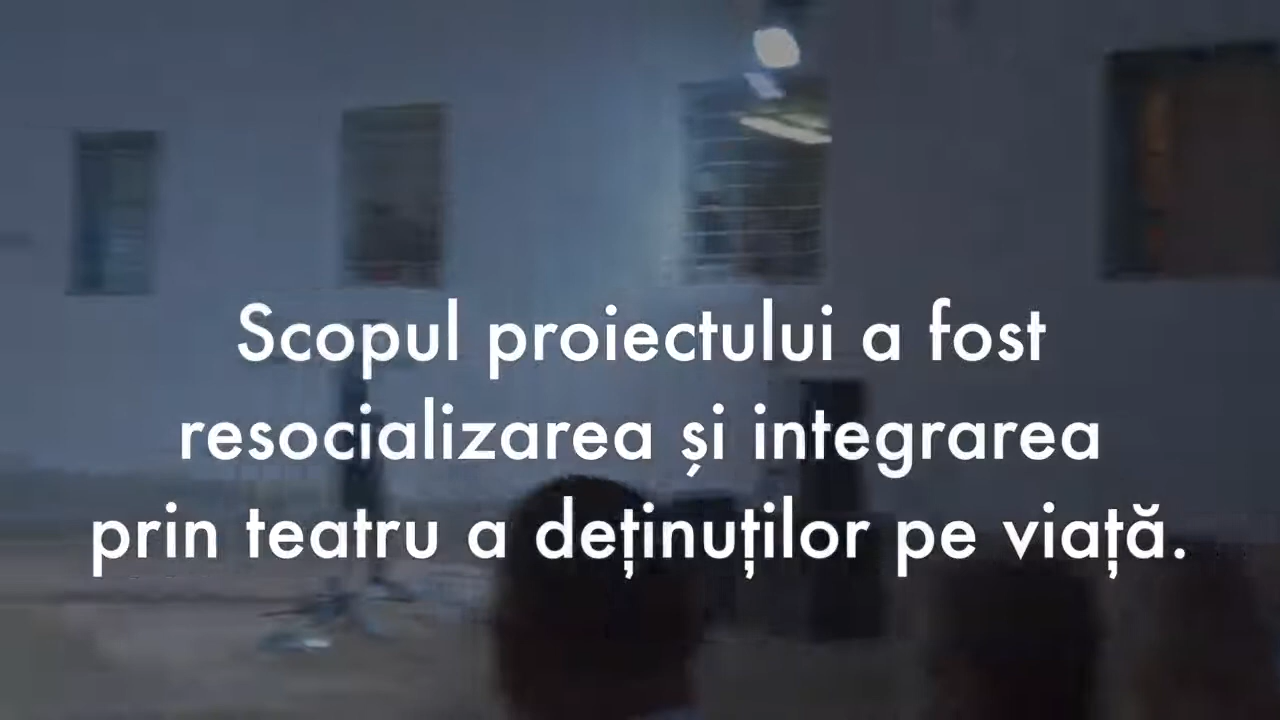 Scopul proiectului a fost
resocializarea și integrarea
prin teatru a deținuților pe viață.